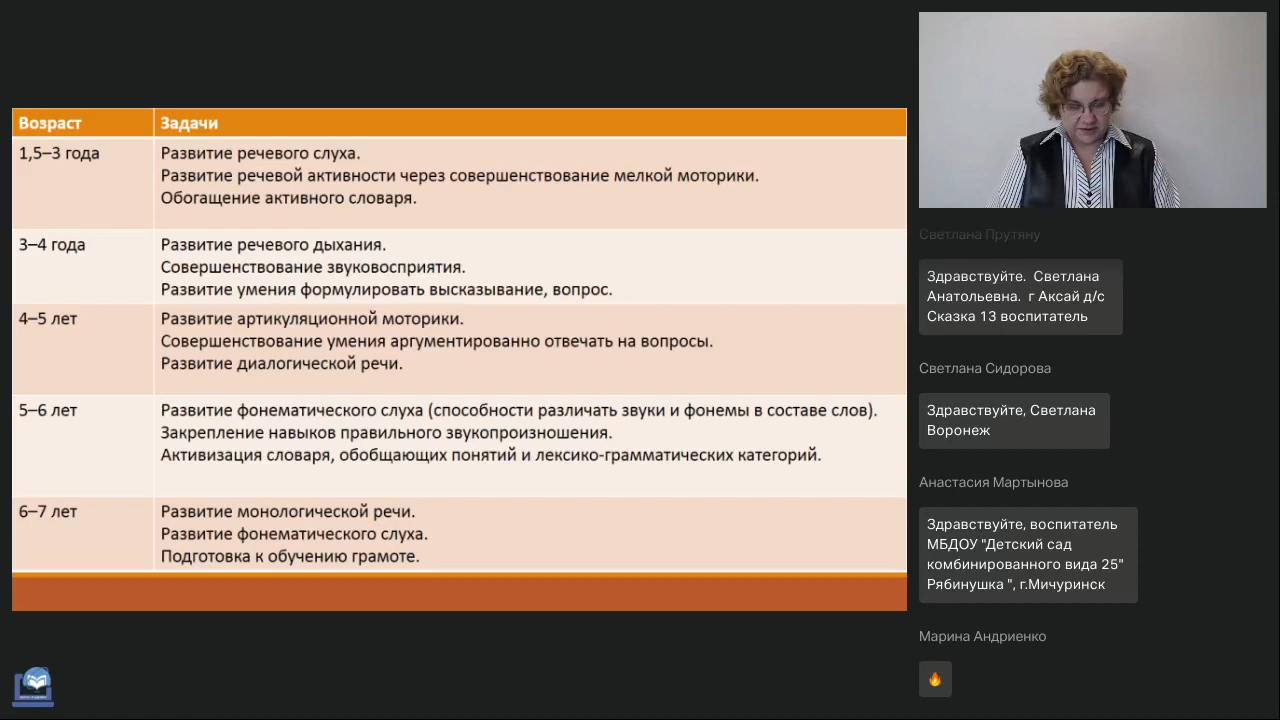 Возраст Задачи
1,5–3 года Развитие речевого слуха.
Развитие речевой активности через совершенствование мелкой моторики.
Обогащение активного словаря.
3–4 года Развитие речевого дыхания.
Совершенствование звуковосприятия.
Развитие умения формулировать высказывание, вопрос.
4–5 лет Развитие артикуляционной моторики.
Совершенствование умения аргументированно отвечать на вопросы.
Развитие диалогической речи.
5–6 лет Развитие фонематического слуха (способности различать звуки и фонемы в составе слов).
Закрепление навыков правильного звукопроизношения.
Активизация словаря, обобщающих понятий и лексико-грамматических категорий.
6–7 лет Развитие монологической речи.
Развитие фонематического слуха.
Подготовка к обучению грамоте.
Светлана Прутяну
Здравствуйте. Светлана
Анатольевна. г Аксай д/с
Сказка 13 воспитатель
Светлана Сидорова
Здравствуйте, Светлана
Воронеж
Анастасия Мартынова
Здравствуйте, воспитатель
МБДОУ "Детский сад
комбинированного вида 25"
Рябинушка ", г.Мичуринск
Марина Андриенко
🔥